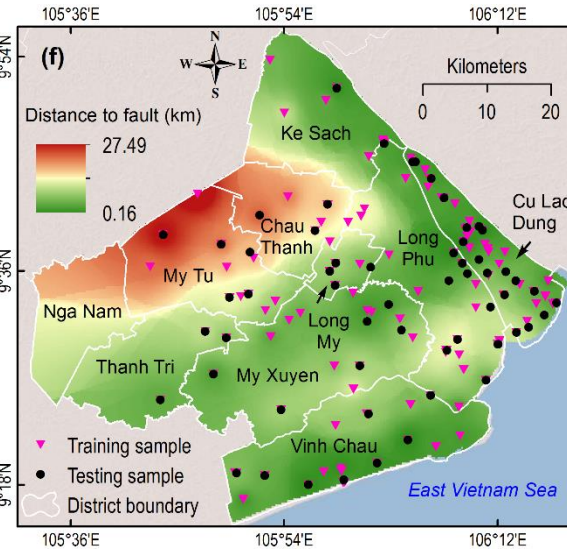 105°36'E
105°54'E
106°12'E
9°54'N
(f)
N
W
E
S
Kilometers
0
10
20
Distance to fault (km)
27.49
0.16
Ke Sach
Cu Lao
Dung
Chau
Thanh
Long
Phu
My Tu
9°36'N
Nga Nam
Long
My
Thanh Tri
My Xuyen
Vinh Chau
Training sample
Testing sample
District boundary
East Vietnam Sea
9°18'N
105°36'E
105°54'E
106°12'E